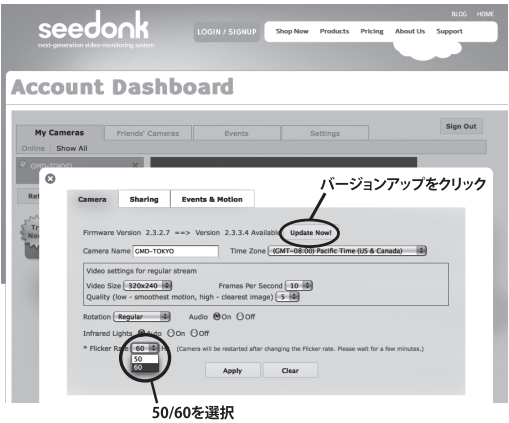 BLOG HOME
seedonk
next-generation video-monitoring system
LOGIN / SIGNUP
Shop Now Products Pricing About Us Support
Account Dashboard
My Cameras Friends' Cameras Events Settings Sign Out
Online Show All
GMD-TOKYO X
バージョンアップをクリック
Camera Sharing Events & Motion
Firmware Version 2.3.2.7 ==> Version 2.3.3.4 Available Update Now!
Camera Name GMD-TOKYO Time Zone (GMT-08:00) Pacific Time (US & Canada)
Video settings for regular stream
Video Size 320x240 Frames Per Second 10
Quality (low - smoothest motion, high - clearest image) 5
Rotation Regular Audio On Off
Infrared Lights Auto On Off
* Flicker Rate 60 Hz (Camera will be restarted after changing the Flicker rate. Please wait for a few minutes.)
50
60
Apply Clear
50/60を選択